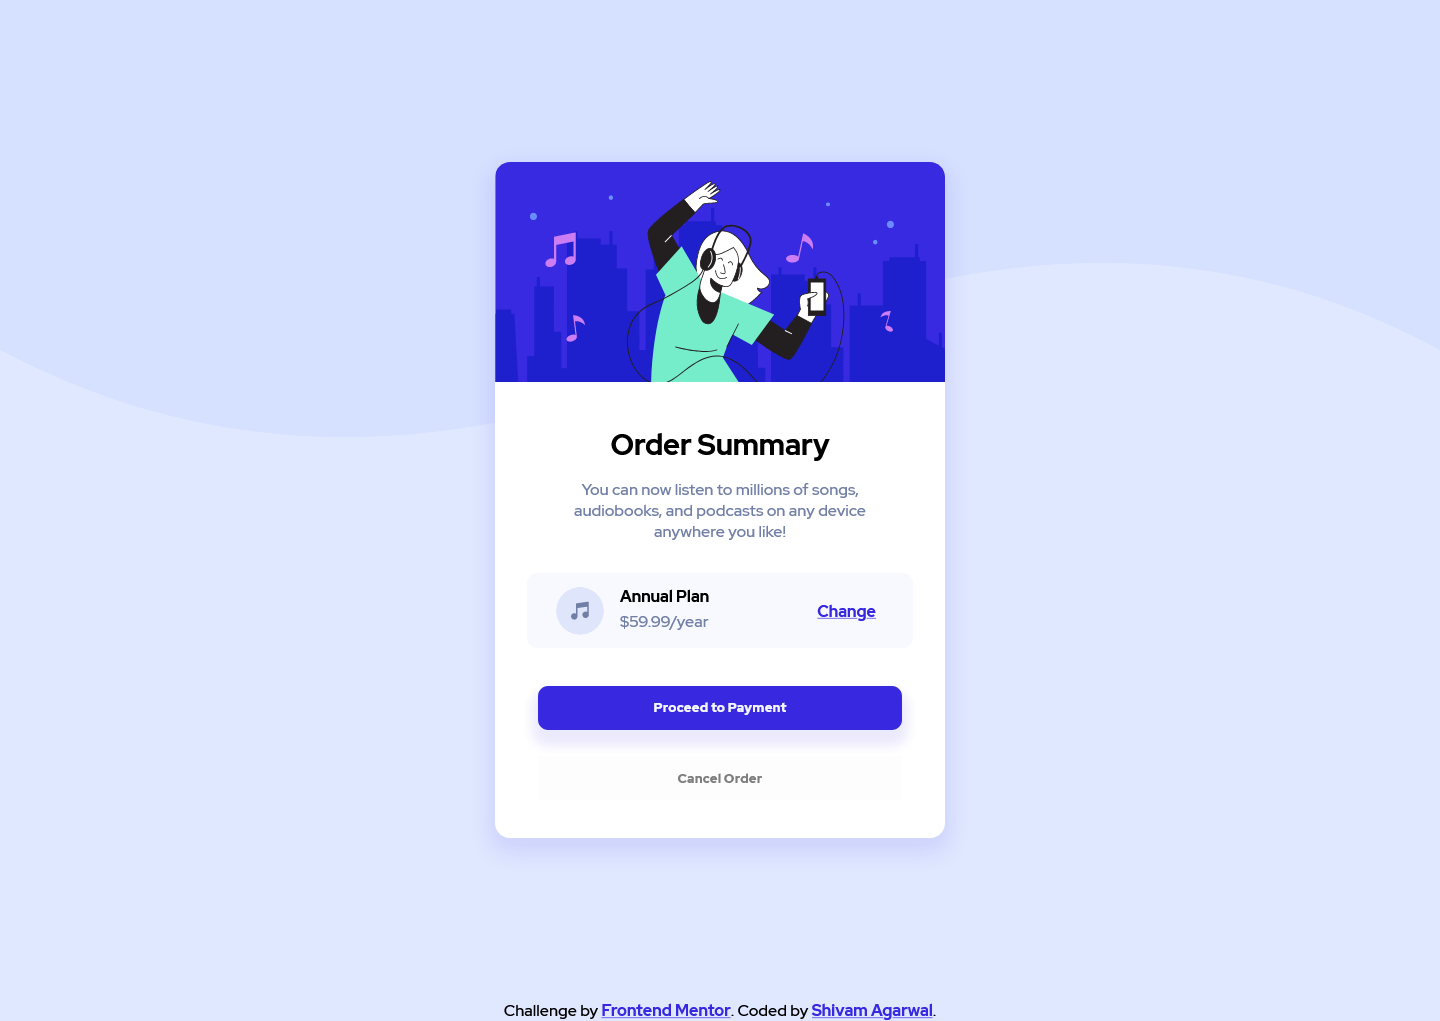 Order Summary
You can now listen to millions of songs,
audiobooks, and podcasts on any device
anywhere you like!
Annual Plan
$59.99/year
Change
Proceed to Payment
Cancel Order
Challenge by Frontend Mentor. Coded by Shivam Agarwal.